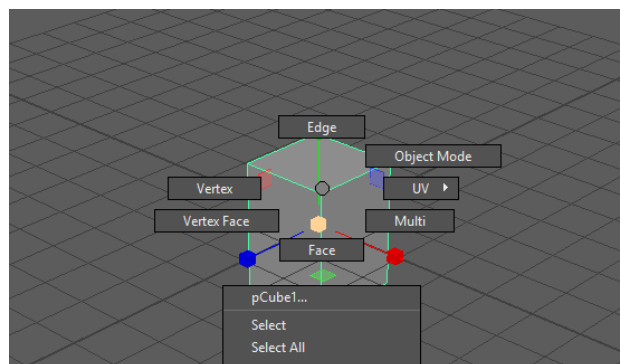 Edge
Object Mode
Vertex
UV
Vertex Face
Multi
Face
pCube1...
Select
Select All